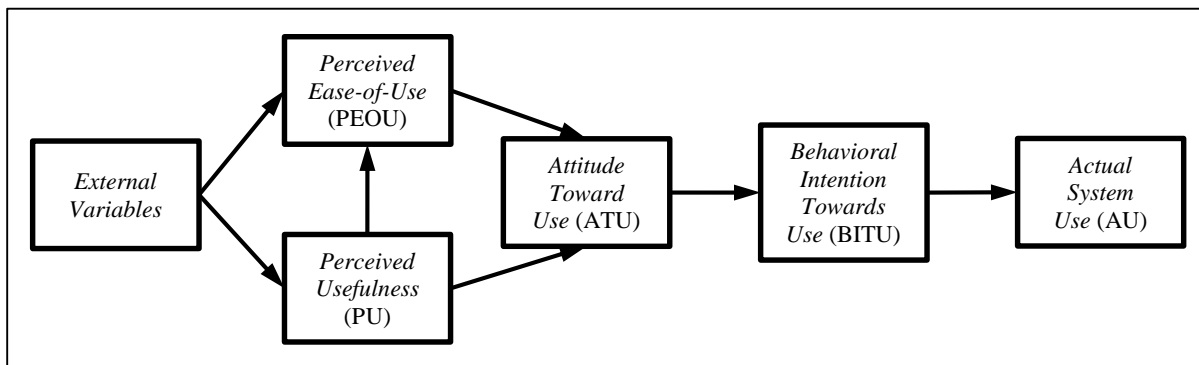 External
Variables
Perceived
Ease-of-Use
(PEOU)
Perceived
Usefulness
(PU)
Attitude
Toward
Use (ATU)
Behavioral
Intention
Towards
Use (BITU)
Actual
System
Use (AU)